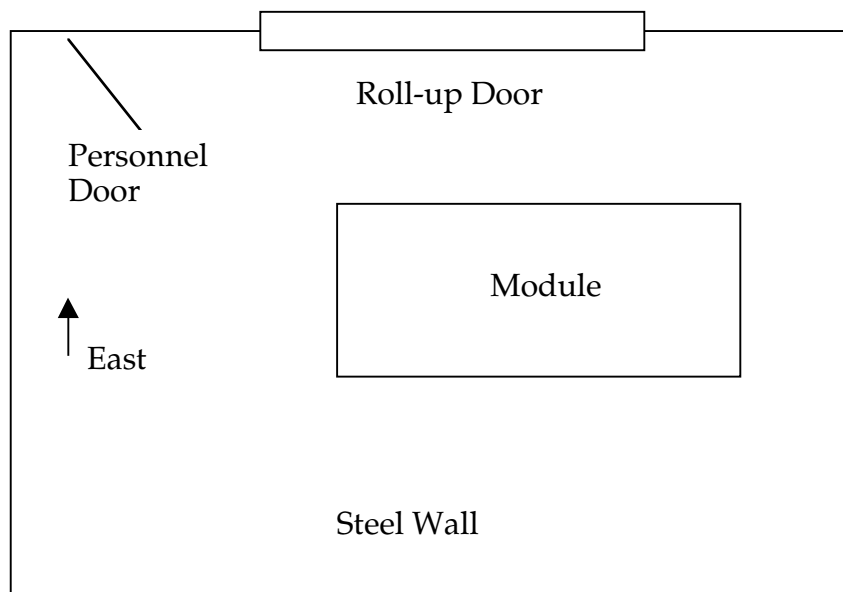 Roll-up Door
Personnel
Door
Module
East
Steel Wall